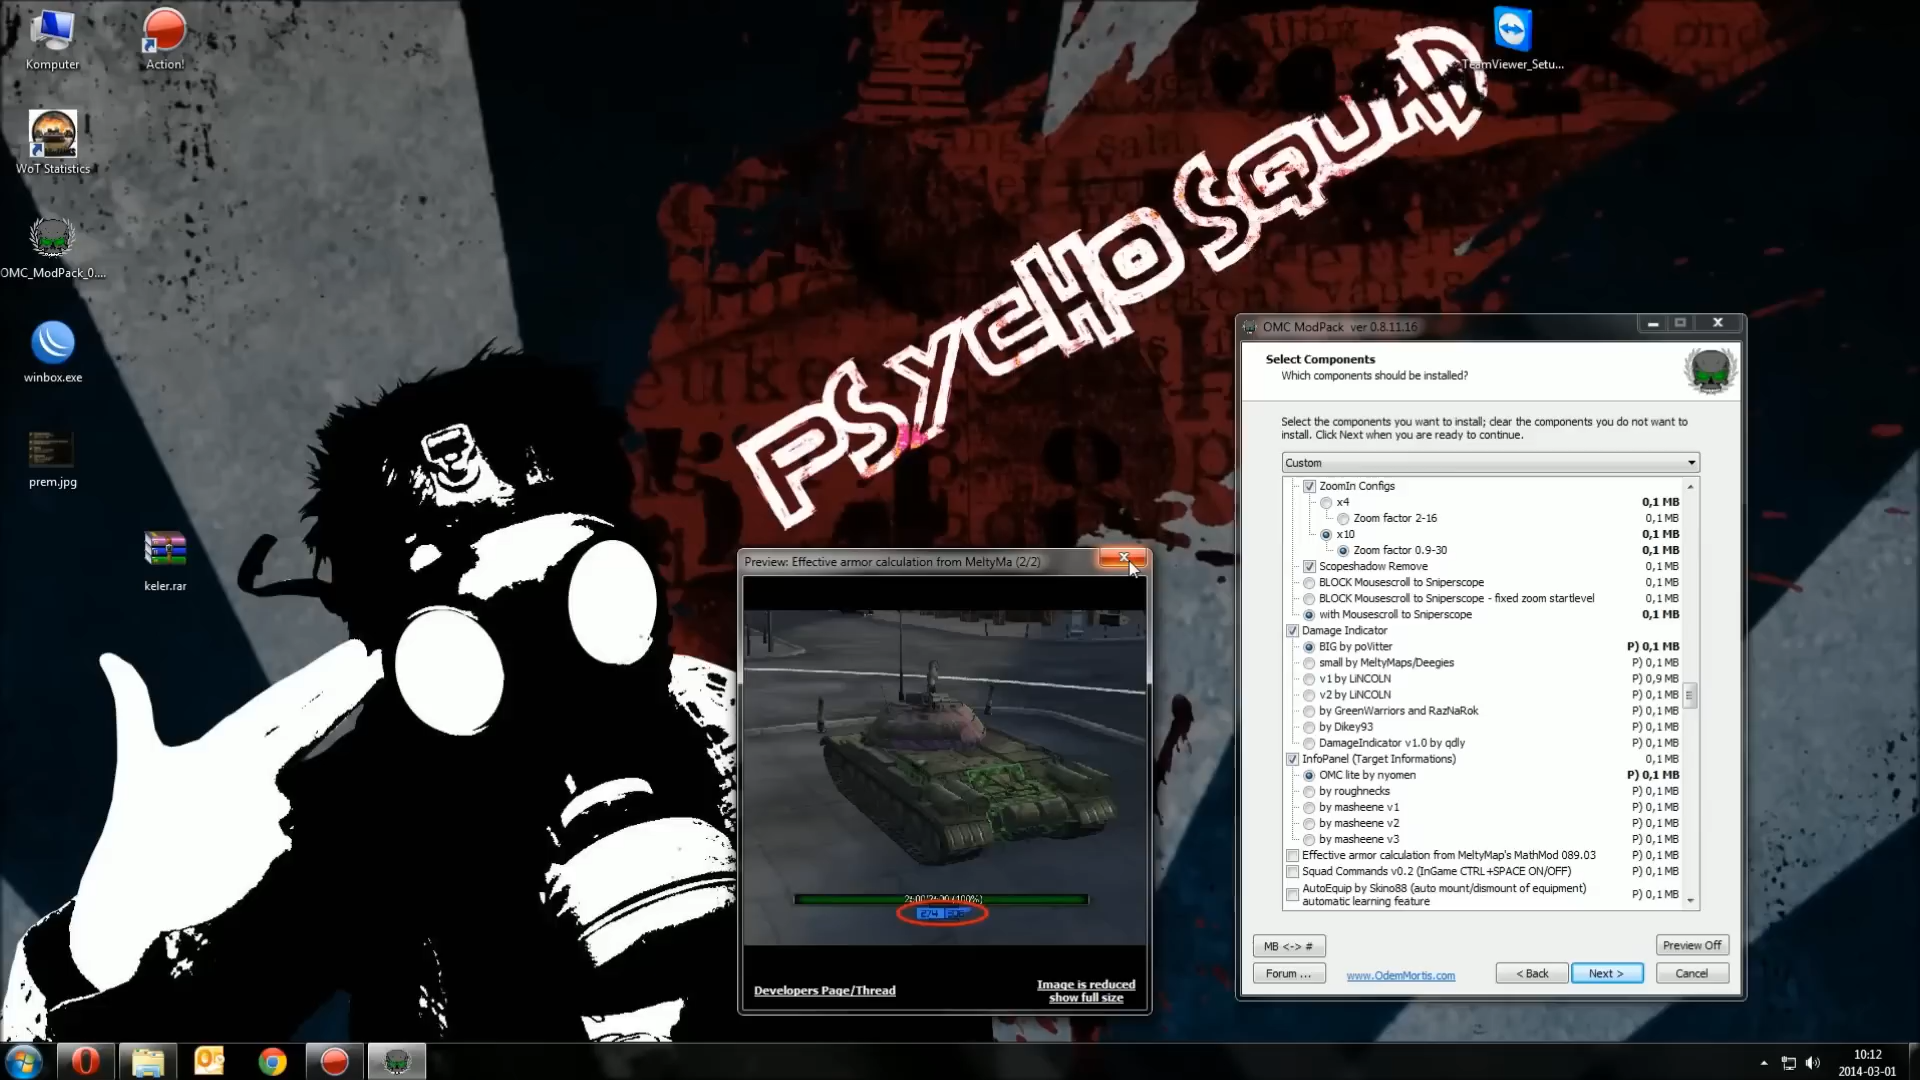 Komputer
Action!
WoT Statistics
OMC_ModPack_0....
winbox.exe
prem.jpg
keler.rar
TeamViewer_Setu...
PSYCHO SQUAD
Preview: Effective armor calculation from MeltyMa (2/2)
Developers Page/Thread
Image is reduced
show full size
OMC ModPack ver 0.8.11.16
Select Components
Which components should be installed?
Select the components you want to install; clear the components you do not want to
install. Click Next when you are ready to continue.
Custom
ZoomIn Configs
x4 0,1 MB
Zoom factor 2-16 0,1 MB
x10 0,1 MB
Zoom factor 0.9-30 0,1 MB
Scopeshadow Remove 0,1 MB
BLOCK Mousescroll to Sniperscope 0,1 MB
BLOCK Mousescroll to Sniperscope - fixed zoom startlevel 0,1 MB
with Mousescroll to Sniperscope 0,1 MB
Damage Indicator
BIG by poVitter P) 0,1 MB
small by MeltyMaps/Deegies P) 0,1 MB
v1 by LiNCOLN P) 0,9 MB
v2 by LiNCOLN P) 0,1 MB
by GreenWarriors and RazNaRok P) 0,1 MB
by Dikey93 P) 0,1 MB
DamageIndicator v1.0 by qdly P) 0,1 MB
InfoPanel (Target Informations) 0,1 MB
OMC lite by nyomen P) 0,1 MB
by roughnecks P) 0,1 MB
by masheene v1 P) 0,1 MB
by masheene v2 P) 0,1 MB
by masheene v3 P) 0,1 MB
Effective armor calculation from MeltyMap's MathMod 089.03 P) 0,1 MB
Squad Commands v0.2 (InGame CTRL+SPACE ON/OFF) P) 0,1 MB
AutoEquip by Skino88 (auto mount/dismount of equipment)
automatic learning feature P) 0,1 MB
MB <-> #
Preview Off
Forum ...
www.OdemMortis.com
< Back
Next >
Cancel
10:12
2014-03-01